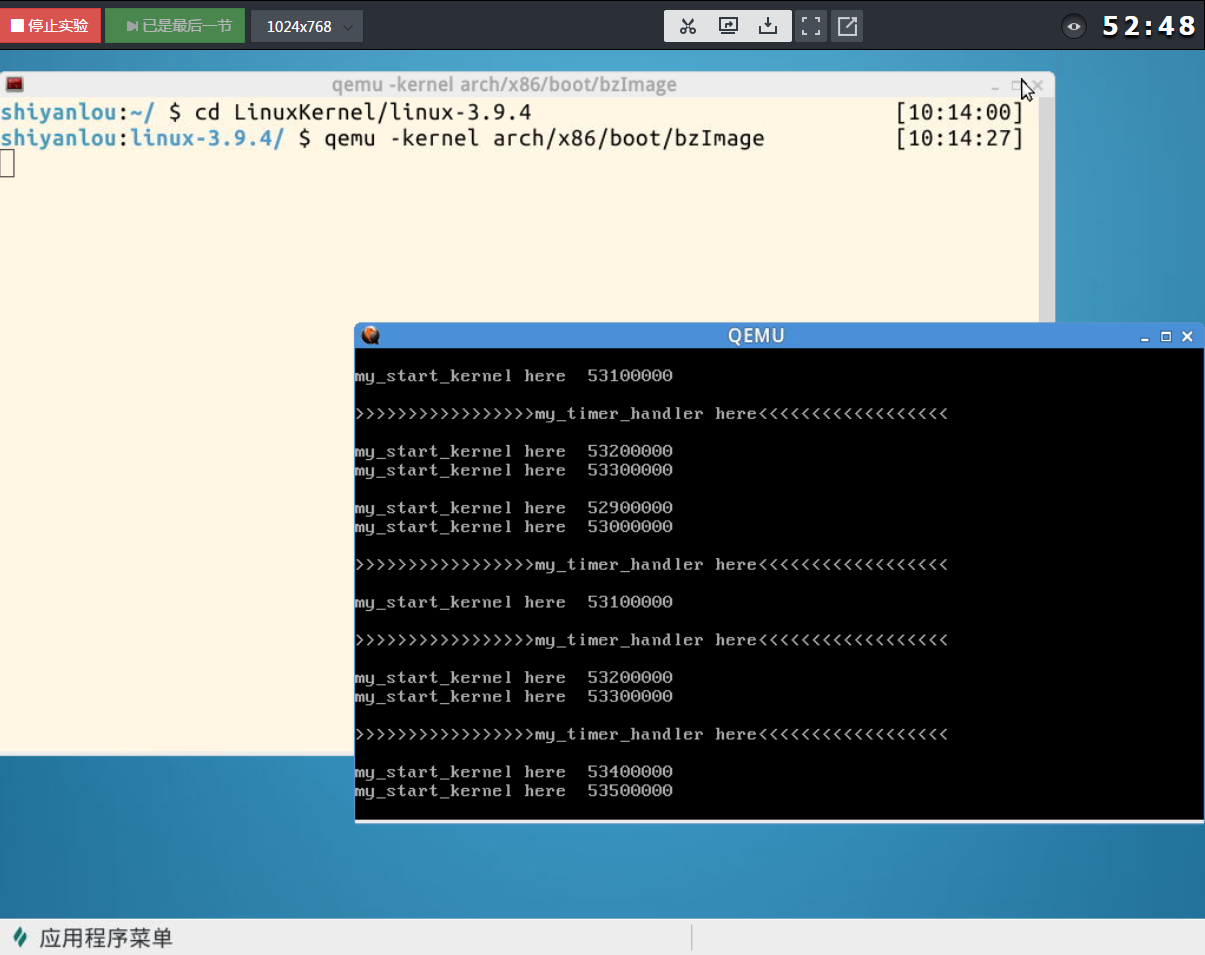 停止实验 已是最后一节 1024x768 52:48
qemu -kernel arch/x86/boot/bzImage
shiyanlou:~/ $ cd LinuxKernel/linux-3.9.4 [10:14:00]
shiyanlou:linux-3.9.4/ $ qemu -kernel arch/x86/boot/bzImage [10:14:27]
QEMU
my_start_kernel here 53100000
>>>>>>>>>>>>>>>>>my_timer_handler here<<<<<<<<<<<<<<<<<<
my_start_kernel here 53200000
my_start_kernel here 53300000
my_start_kernel here 52900000
my_start_kernel here 53000000
>>>>>>>>>>>>>>>>>my_timer_handler here<<<<<<<<<<<<<<<<<<
my_start_kernel here 53100000
>>>>>>>>>>>>>>>>>my_timer_handler here<<<<<<<<<<<<<<<<<<
my_start_kernel here 53200000
my_start_kernel here 53300000
>>>>>>>>>>>>>>>>>my_timer_handler here<<<<<<<<<<<<<<<<<<
my_start_kernel here 53400000
my_start_kernel here 53500000
应用程序菜单